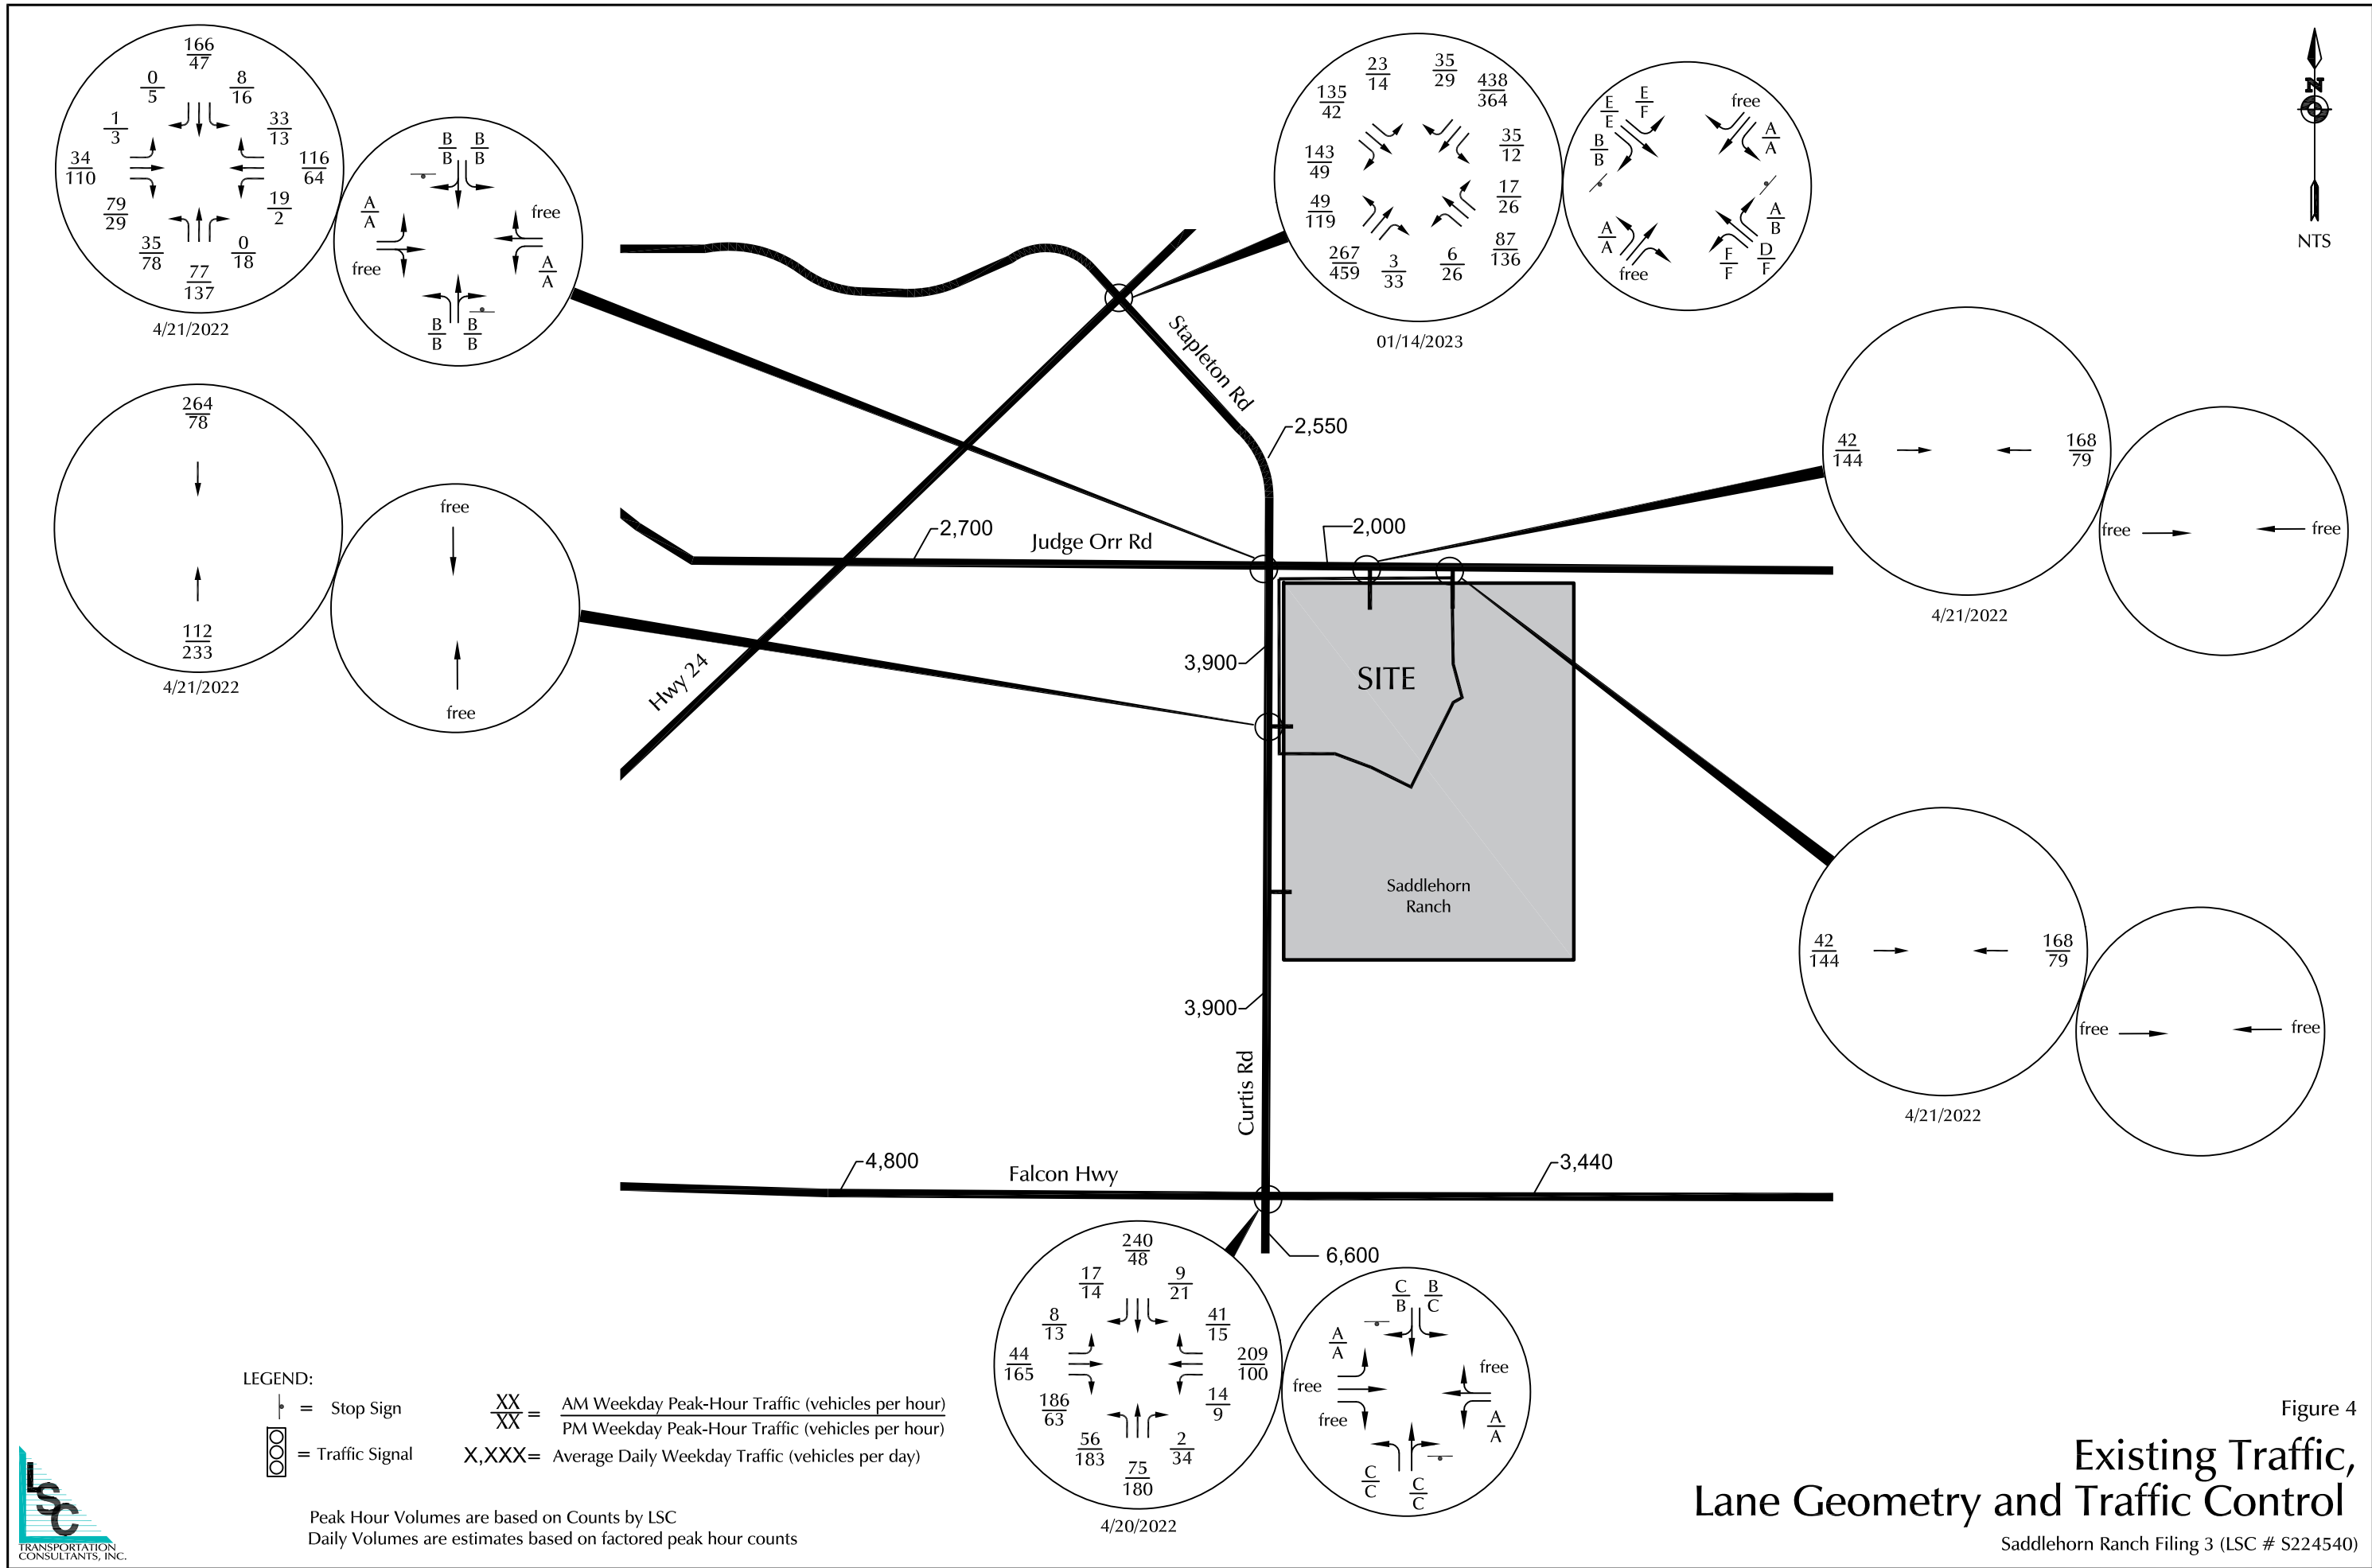 166
47
0
5
8
16
1
3
33
13
34
110
116
64
79
29
19
2
35
78
0
18
77
137
4/21/2022
B
B
B
B
A
A
free
free
A
A
B
B
B
B
23
14
35
29
135
42
438
364
143
49
35
12
49
119
17
26
267
459
3
33
6
26
87
136
01/14/2023
E
E
E
F
free
B
B
A
A
A
A
A
B
free
F
F
D
F
N
NTS
264
78
112
233
4/21/2022
free
free
42
144
168
79
4/21/2022
free
free
Stapleton Rd
2,550
2,700
Judge Orr Rd
2,000
3,900
SITE
Hwy 24
Saddlehorn
Ranch
3,900
Curtis Rd
42
144
168
79
4/21/2022
free
free
4,800
Falcon Hwy
3,440
6,600
240
48
17
14
9
21
8
13
41
15
44
165
209
100
186
63
14
9
56
183
2
34
75
180
4/20/2022
C
B
B
C
A
A
free
free
free
A
A
C
C
C
C
LEGEND:
= Stop Sign
= Traffic Signal
XX
XX
= AM Weekday Peak-Hour Traffic (vehicles per hour)
PM Weekday Peak-Hour Traffic (vehicles per hour)
X,XXX= Average Daily Weekday Traffic (vehicles per day)
Peak Hour Volumes are based on Counts by LSC
Daily Volumes are estimates based on factored peak hour counts
LSC
TRANSPORTATION
CONSULTANTS, INC.
Figure 4
Existing Traffic,
Lane Geometry and Traffic Control
Saddlehorn Ranch Filing 3 (LSC # S224540)